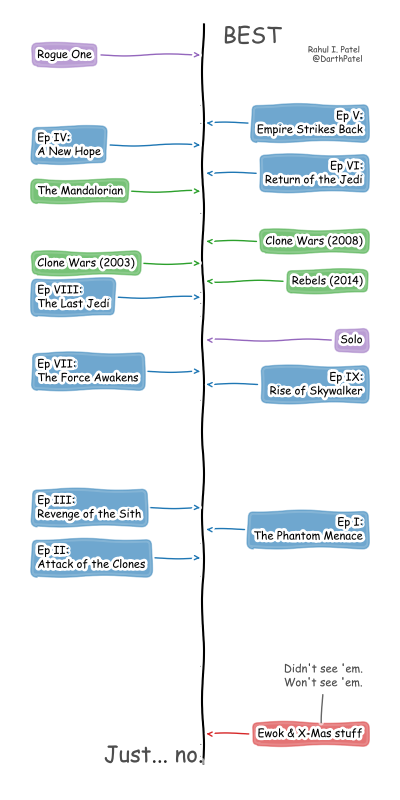 BEST
Rahul I. Patel
@DarthPatel
Rogue One
Ep V:
Empire Strikes Back
Ep IV:
A New Hope
Ep VI:
Return of the Jedi
The Mandalorian
Clone Wars (2008)
Clone Wars (2003)
Rebels (2014)
Ep VIII:
The Last Jedi
Solo
Ep VII:
The Force Awakens
Ep IX:
Rise of Skywalker
Ep III:
Revenge of the Sith
Ep I:
The Phantom Menace
Ep II:
Attack of the Clones
Didn't see 'em.
Won't see 'em.
Ewok & X-Mas stuff
Just... no.